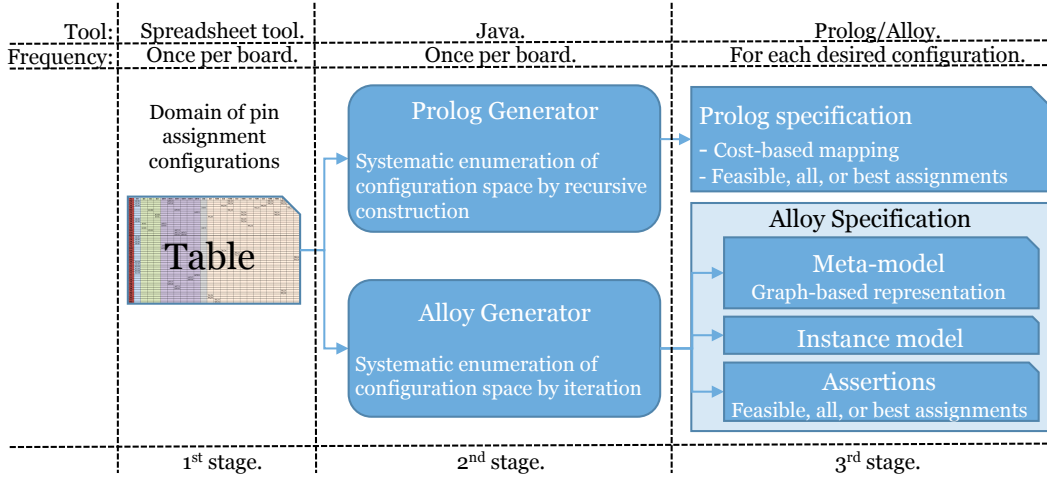 Tool: Spreadsheet tool. Java. Prolog/Alloy.
Frequency: Once per board. Once per board. For each desired configuration.
Domain of pin
assignment
configurations
Table
Prolog Generator
Systematic enumeration of
configuration space by recursive
construction
Alloy Generator
Systematic enumeration of
configuration space by iteration
Prolog specification
- Cost-based mapping
- Feasible, all, or best assignments
Alloy Specification
Meta-model
Graph-based representation
Instance model
Assertions
Feasible, all, or best assignments
1st stage. 2nd stage. 3rd stage.